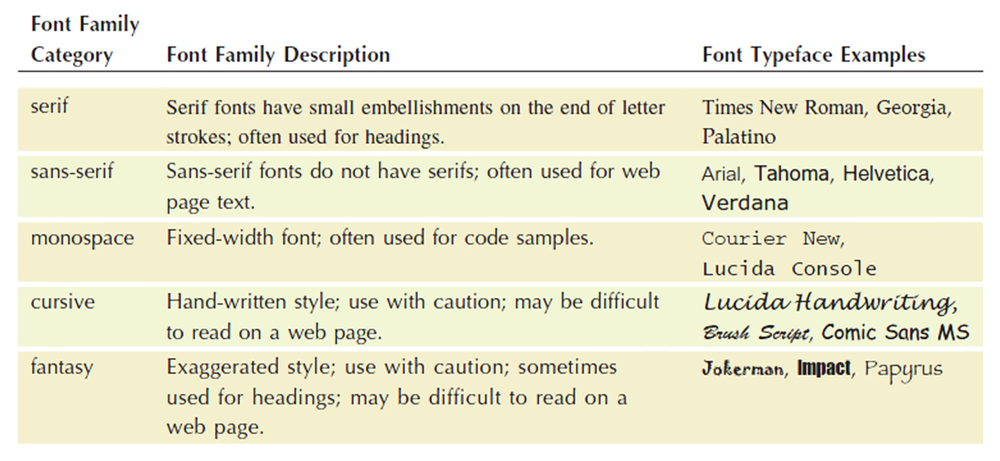 Font Family
Category Font Family Description Font Typeface Examples
serif Serif fonts have small embellishments on the end of letter Times New Roman, Georgia,
strokes; often used for headings. Palatino
sans-serif Sans-serif fonts do not have serifs; often used for web Arial, Tahoma, Helvetica,
page text. Verdana
monospace Fixed-width font; often used for code samples. Courier New,
Lucida Console
cursive Hand-written style; use with caution; may be difficult Lucida Handwriting,
to read on a web page. Brush Script, Comic Sans MS
fantasy Exaggerated style; use with caution; sometimes Jokerman, Impact, Papyrus
used for headings; may be difficult to read on a
web page.